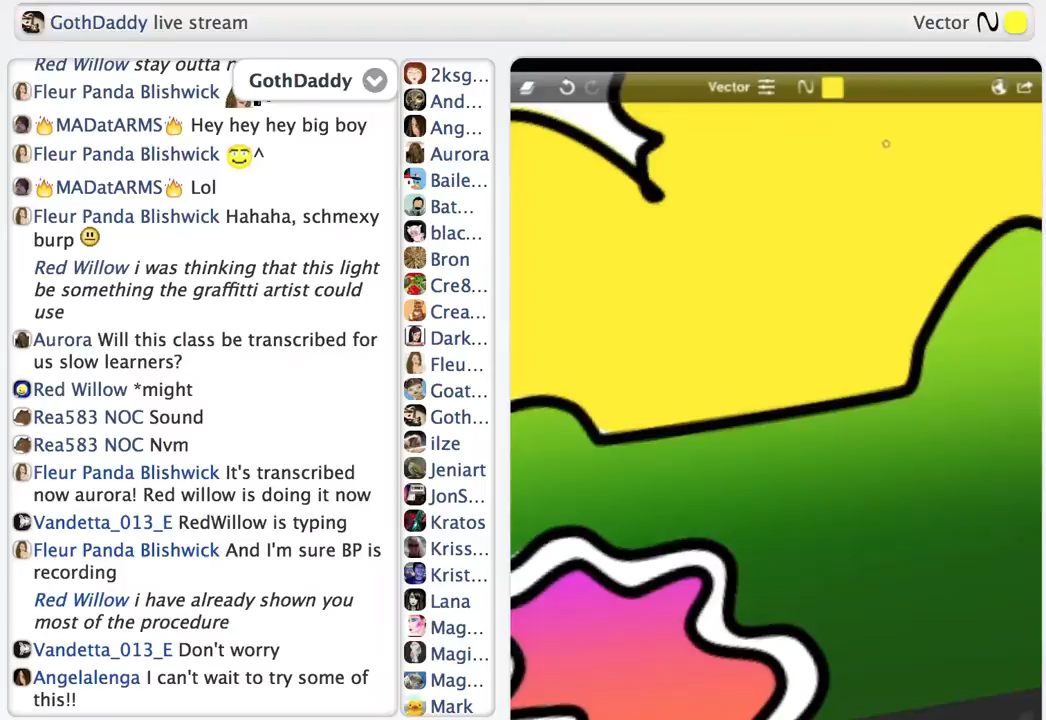 GothDaddy live stream
Vector
Red Willow stay outta
GothDaddy
Fleur Panda Blishwick
🔥MADatARMS🔥 Hey hey hey big boy
Fleur Panda Blishwick ^
🔥MADatARMS🔥 Lol
Fleur Panda Blishwick Hahaha, schmexy
burp
Red Willow i was thinking that this light
be something the graffitti artist could
use
Aurora Will this class be transcribed for
us slow learners?
Red Willow *might
Rea583 NOC Sound
Rea583 NOC Nvm
Fleur Panda Blishwick It's transcribed
now aurora! Red willow is doing it now
Vandetta_013_E RedWillow is typing
Fleur Panda Blishwick And I'm sure BP is
recording
Red Willow i have already shown you
most of the procedure
Vandetta_013_E Don't worry
Angelalenga I can't wait to try some of
this!!
2ksg...
And...
Ang...
Aurora
Baile...
Bat...
blac...
Bron
Cre8...
Crea...
Dark...
Fleu...
Goat...
Goth...
ilze
Jeniart
JonS...
Kratos
Kriss...
Krist...
Lana
Mag...
Magi...
Mag...
Mark
Vector